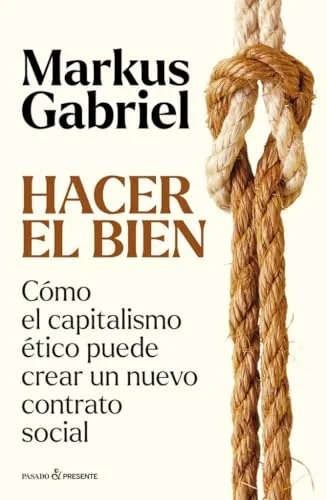 Markus
Gabriel
HACER
EL BIEN
Cómo
el capitalismo
ético puede
crear un nuevo
contrato
social
PASADO & PRESENTE